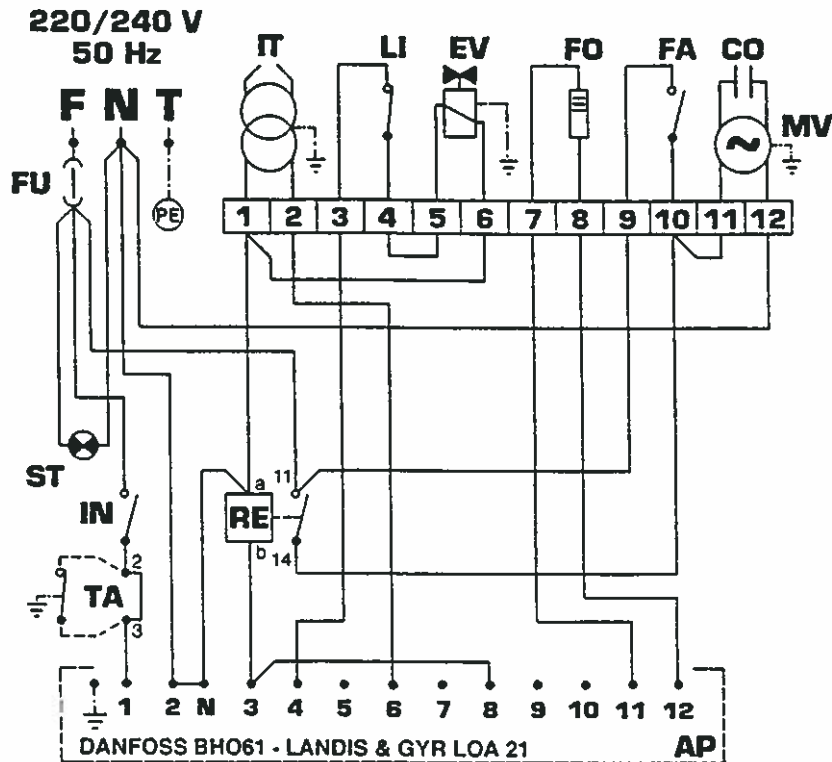 220/240 V
50 Hz
IT LI EV FO FA CO
F N T
MV
FU
PE
1 2 3 4 5 6 7 8 9 10 11 12
ST
a 11
IN RE
b 14
2
TA
3
1 2 N 3 4 5 6 7 8 9 10 11 12
DANFOSS BHO61 - LANDIS & GYR LOA 21 AP